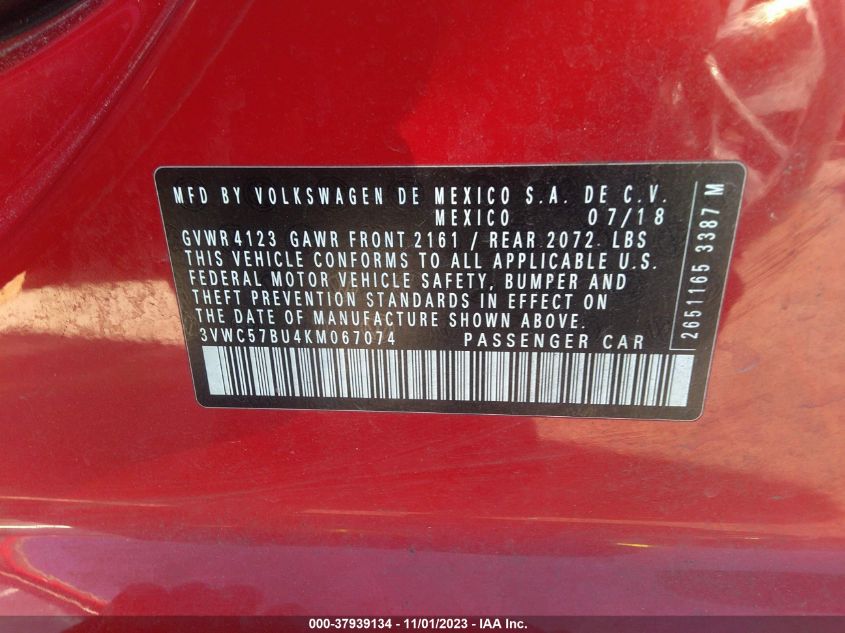 MFD BY VOLKSWAGEN DE MEXICO S.A. DE C.V.
MEXICO 07/18
GVWR 4123 GAWR FRONT 2161 / REAR 2072 LBS
THIS VEHICLE CONFORMS TO ALL APPLICABLE U.S.
FEDERAL MOTOR VEHICLE SAFETY, BUMPER AND
THEFT PREVENTION STANDARDS IN EFFECT ON
THE DATE OF MANUFACTURE SHOWN ABOVE.
3VWC57BU4KM067074 PASSENGER CAR
2651165 3387 M
000-37939134 - 11/01/2023 - IAA Inc.